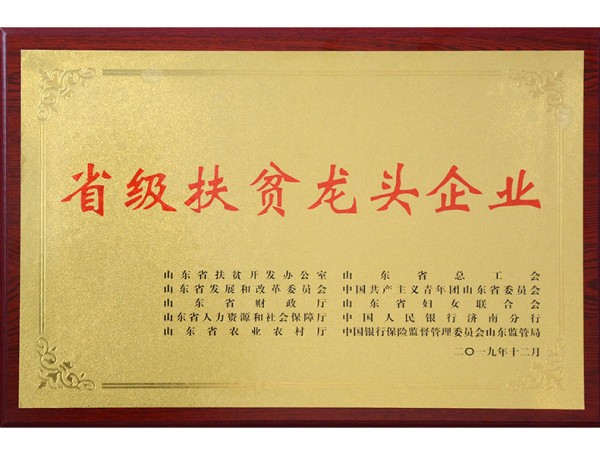 省级扶贫龙头企业
山东省扶贫开发办公室 山东省总工会
山东省发展和改革委员会 中国共产主义青年团山东省委员会
山东省财政厅 山东省妇女联合会
山东省人力资源和社会保障厅 中国人民银行济南分行
山东省农业农村厅 中国银行保险监督管理委员会山东监管局
二〇一九年十二月